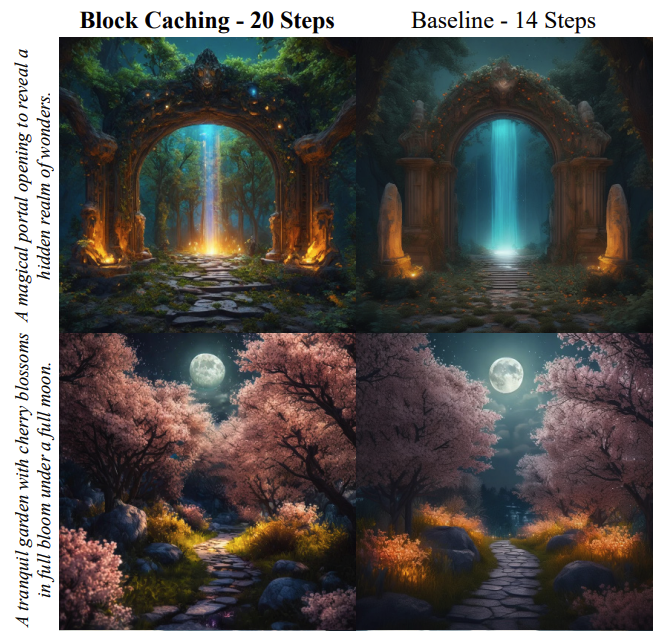 Block Caching - 20 Steps
Baseline - 14 Steps
A magical portal opening to reveal a
hidden realm of wonders.
A tranquil garden with cherry blossoms
in full bloom under a full moon.